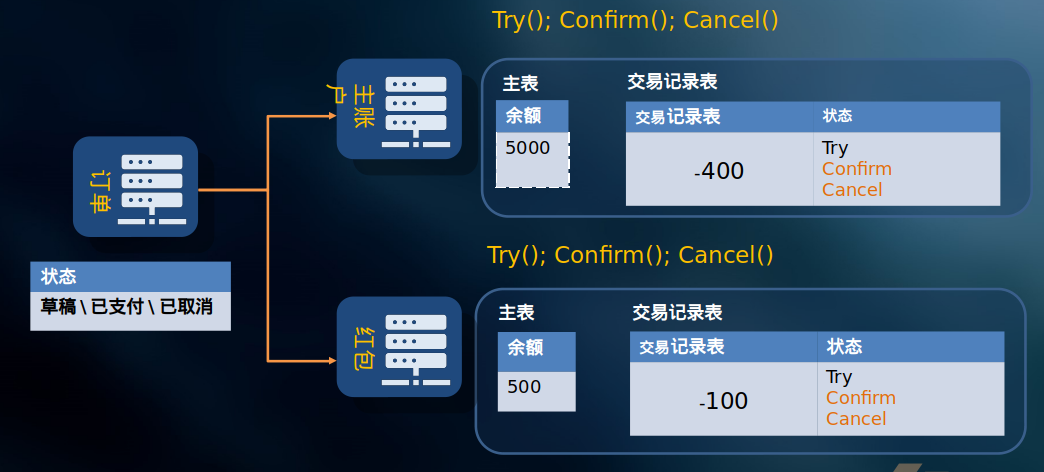 Try(); Confirm(); Cancel()
主账户
主表
余额
5000
交易记录表
交易记录表 状态
-400
Try
Confirm
Cancel
订单
状态
草稿\已支付\已取消
Try(); Confirm(); Cancel()
红包
主表
余额
500
交易记录表
交易记录表 状态
-100
Try
Confirm
Cancel